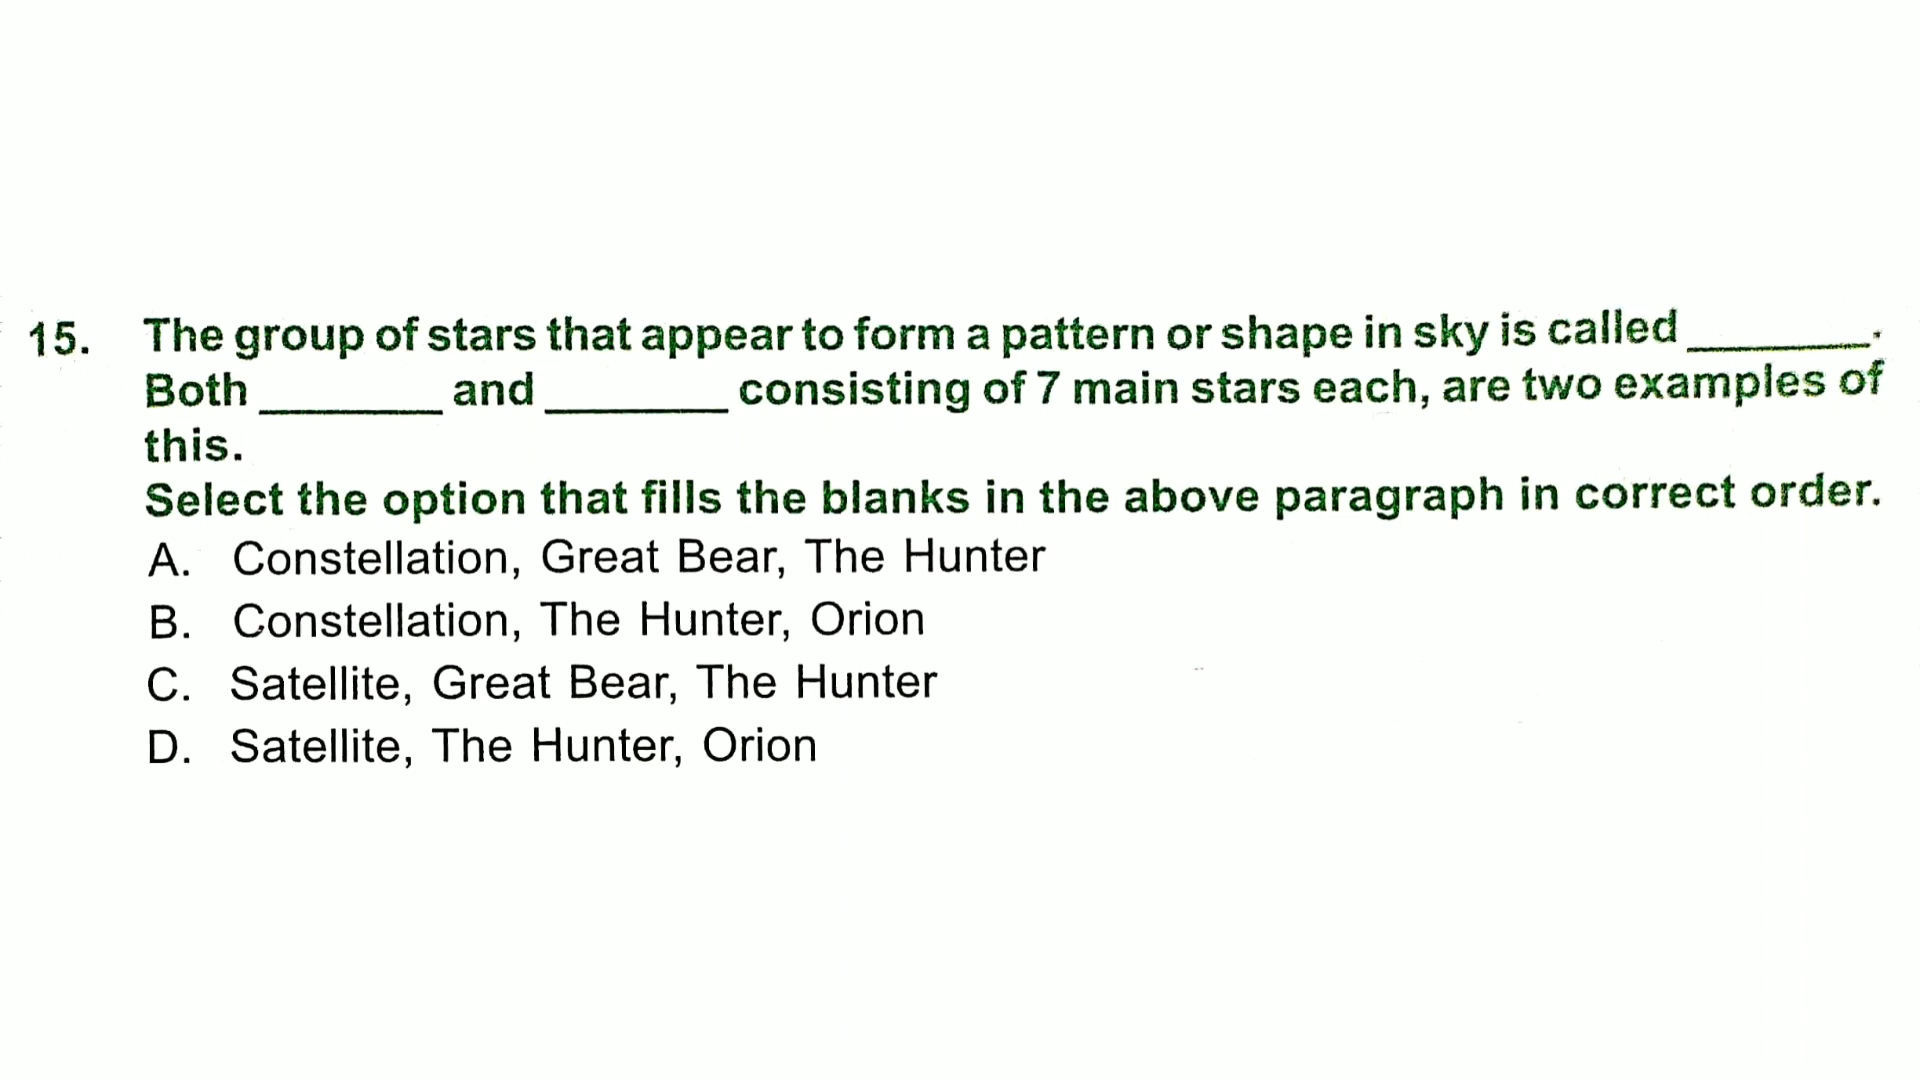 15. The group of stars that appear to form a pattern or shape in sky is called ________.
Both ________ and ________ consisting of 7 main stars each, are two examples of
this.
Select the option that fills the blanks in the above paragraph in correct order.
A. Constellation, Great Bear, The Hunter
B. Constellation, The Hunter, Orion
C. Satellite, Great Bear, The Hunter
D. Satellite, The Hunter, Orion